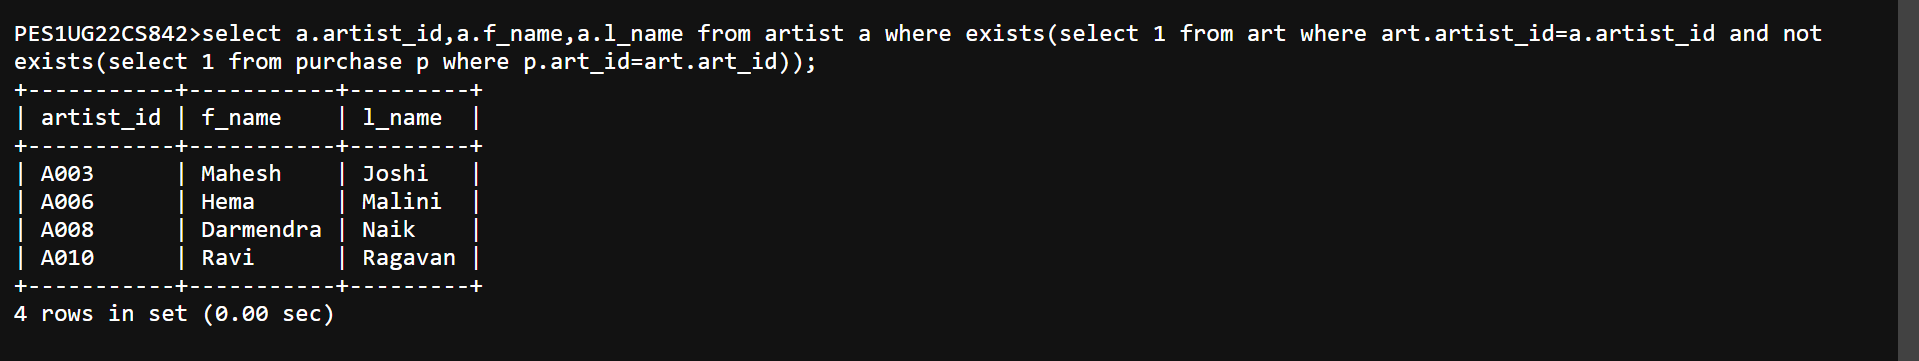 PES1UG22CS842>select a.artist_id,a.f_name,a.l_name from artist a where exists(select 1 from art where art.artist_id=a.artist_id and not
exists(select 1 from purchase p where p.art_id=art.art_id));
+-----------+-----------+---------+
| artist_id | f_name    | l_name  |
+-----------+-----------+---------+
| A003      | Mahesh    | Joshi   |
| A006      | Hema      | Malini  |
| A008      | Darmendra | Naik    |
| A010      | Ravi      | Ragavan |
+-----------+-----------+---------+
4 rows in set (0.00 sec)